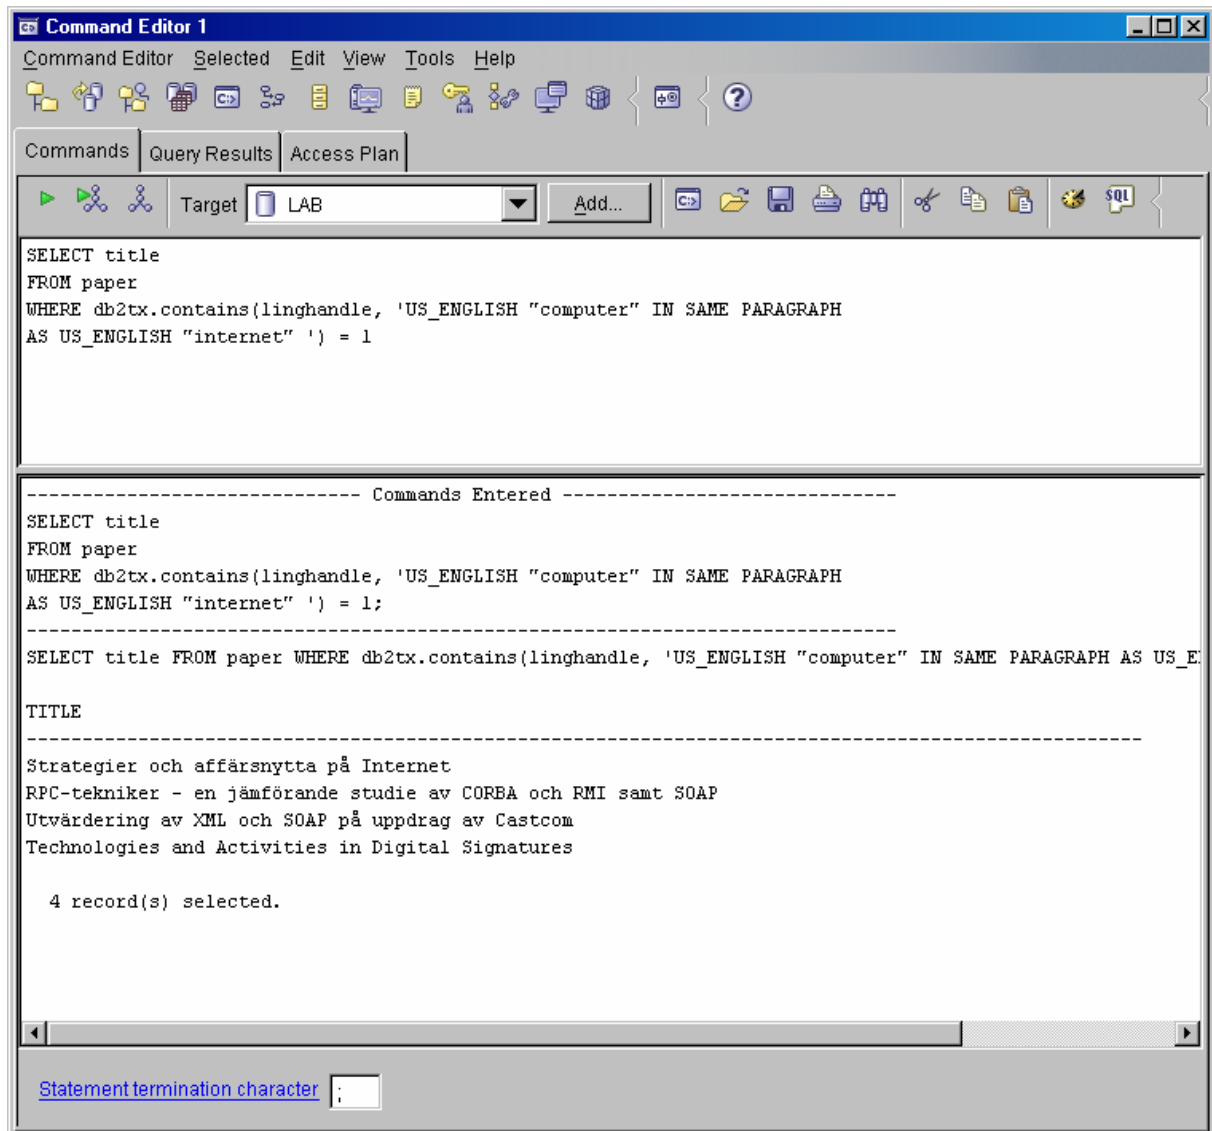 Command Editor 1
Command Editor Selected Edit View Tools Help
Commands Query Results Access Plan
Target LAB Add... SQL
SELECT title
FROM paper
WHERE db2tx.contains(linghandle, 'US_ENGLISH "computer" IN SAME PARAGRAPH
AS US_ENGLISH "internet" ') = 1
------------------------------ Commands Entered ------------------------------
SELECT title
FROM paper
WHERE db2tx.contains(linghandle, 'US_ENGLISH "computer" IN SAME PARAGRAPH
AS US_ENGLISH "internet" ') = 1;
------------------------------------------------------------------------------
SELECT title FROM paper WHERE db2tx.contains(linghandle, 'US_ENGLISH "computer" IN SAME PARAGRAPH AS US_E
TITLE
----------------------------------------------------------------------------------------------------
Strategier och affärsnytta på Internet
RPC-tekniker - en jämförande studie av CORBA och RMI samt SOAP
Utvärdering av XML och SOAP på uppdrag av Castcom
Technologies and Activities in Digital Signatures
4 record(s) selected.
Statement termination character ;